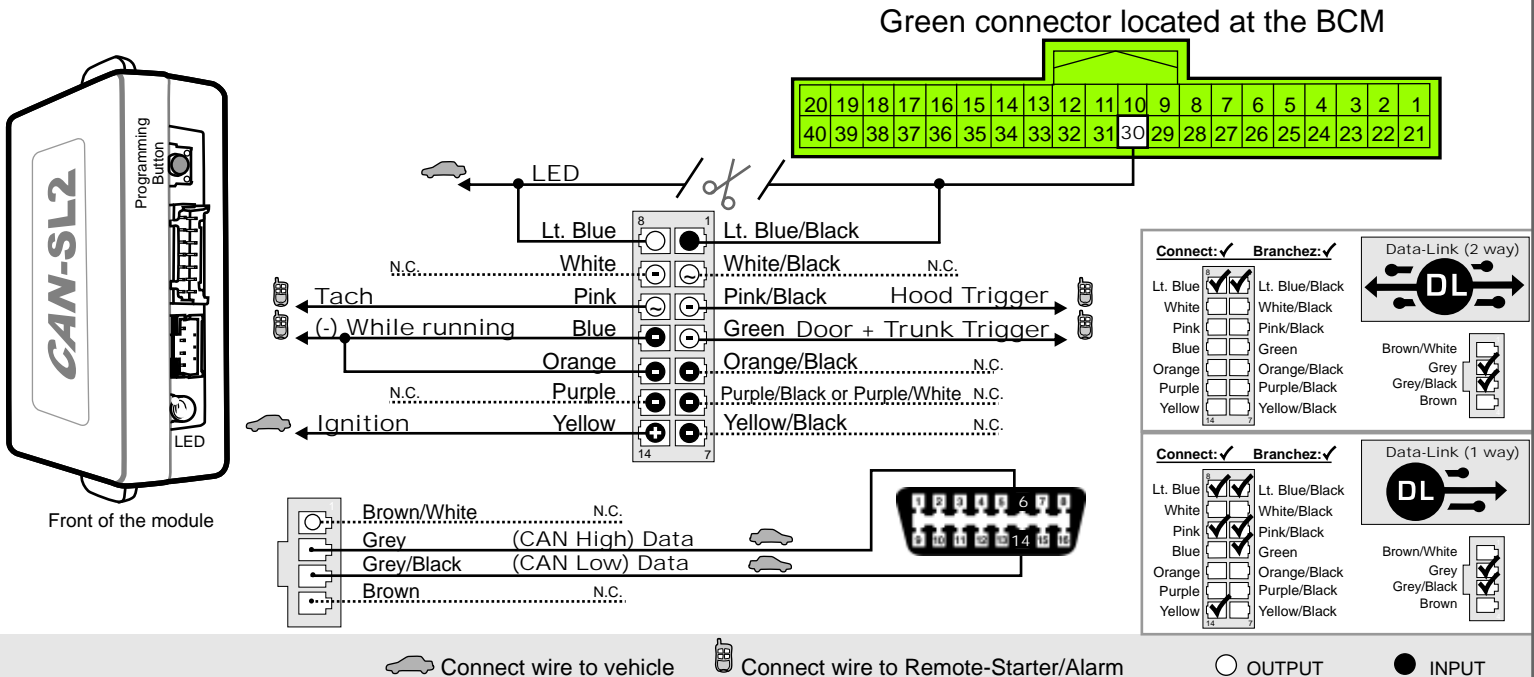 Green connector located at the BCM
20 19 18 17 16 15 14 13 12 11 10 9 8 7 6 5 4 3 2 1
40 39 38 37 36 35 34 33 32 31 30 29 28 27 26 25 24 23 22 21
Programming
Button
CAN-SL2
LED
Front of the module
LED
8 1
Lt. Blue Lt. Blue/Black
N.C. White White/Black N.C.
Tach Pink Pink/Black Hood Trigger
(-) While running Blue Green Door + Trunk Trigger
Orange Orange/Black N.C.
N.C. Purple Purple/Black or Purple/White N.C.
Ignition Yellow Yellow/Black N.C.
14 7
Brown/White N.C.
Grey (CAN High) Data
Grey/Black (CAN Low) Data
Brown N.C.
1 2 3 4 5 6 7 8
9 10 11 12 13 14 15 16
Connect: Branchez:
8
Lt. Blue Lt. Blue/Black
White White/Black
Pink Pink/Black
Blue Green
Orange Orange/Black
Purple Purple/Black
Yellow Yellow/Black
14 7
Data-Link (2 way)
DL
Brown/White
Grey
Grey/Black
Brown
Connect: Branchez:
8
Lt. Blue Lt. Blue/Black
White White/Black
Pink Pink/Black
Blue Green
Orange Orange/Black
Purple Purple/Black
Yellow Yellow/Black
14 7
Data-Link (1 way)
DL
Brown/White
Grey
Grey/Black
Brown
Connect wire to vehicle Connect wire to Remote-Starter/Alarm OUTPUT INPUT